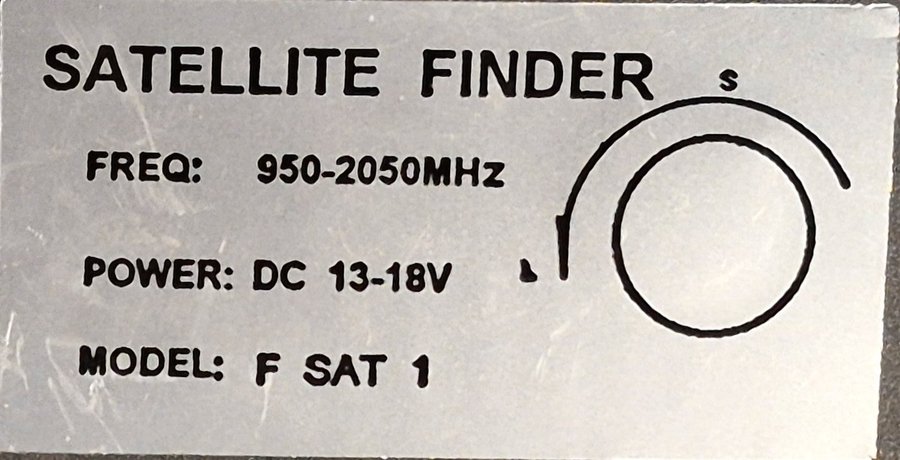 SATELLITE FINDER
S
FREQ: 950-2050MHz
POWER: DC 13-18V
MODEL: F SAT 1